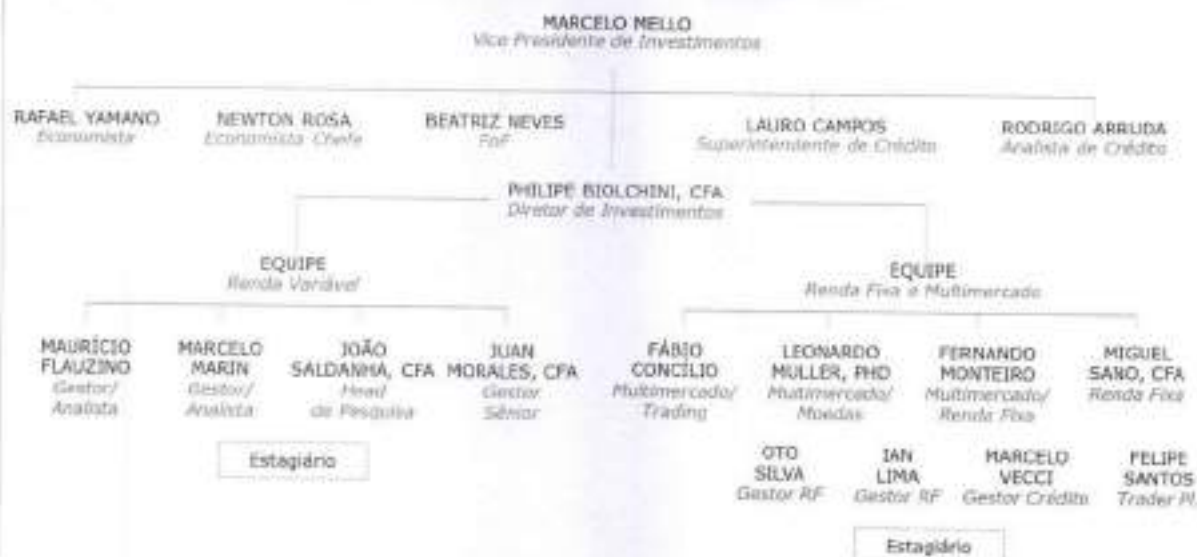 MARCELO MELLO
Vice Presidente de Investimentos
RAFAEL YAMANO
Economista
NEWTON ROSA
Economista Chefe
BEATRIZ NEVES
FoF
LAURO CAMPOS
Superintendente de Crédito
RODRIGO ARRUDA
Analista de Crédito
PHILIPE BIOLCHINI, CFA
Diretor de Investimentos
EQUIPE
Renda Variável
EQUIPE
Renda Fixa e Multimercado
MAURÍCIO
FLAUZINO
Gestor/
Analista
MARCELO
MARIN
Gestor/
Analista
JOÃO
SALDANHA, CFA
Head
de Pesquisa
JUAN
MORALES, CFA
Gestor
Sênior
FÁBIO
CONCÍLIO
Multimercado/
Trading
LEONARDO
MULLER, PHD
Multimercado/
Moedas
FERNANDO
MONTEIRO
Multimercado/
Renda Fixa
MIGUEL
SANO, CFA
Renda Fixa
Estagiário
OTO
SILVA
Gestor RF
IAN
LIMA
Gestor RF
MARCELO
VECCI
Gestor Crédito
FELIPE
SANTOS
Trader
Estagiário